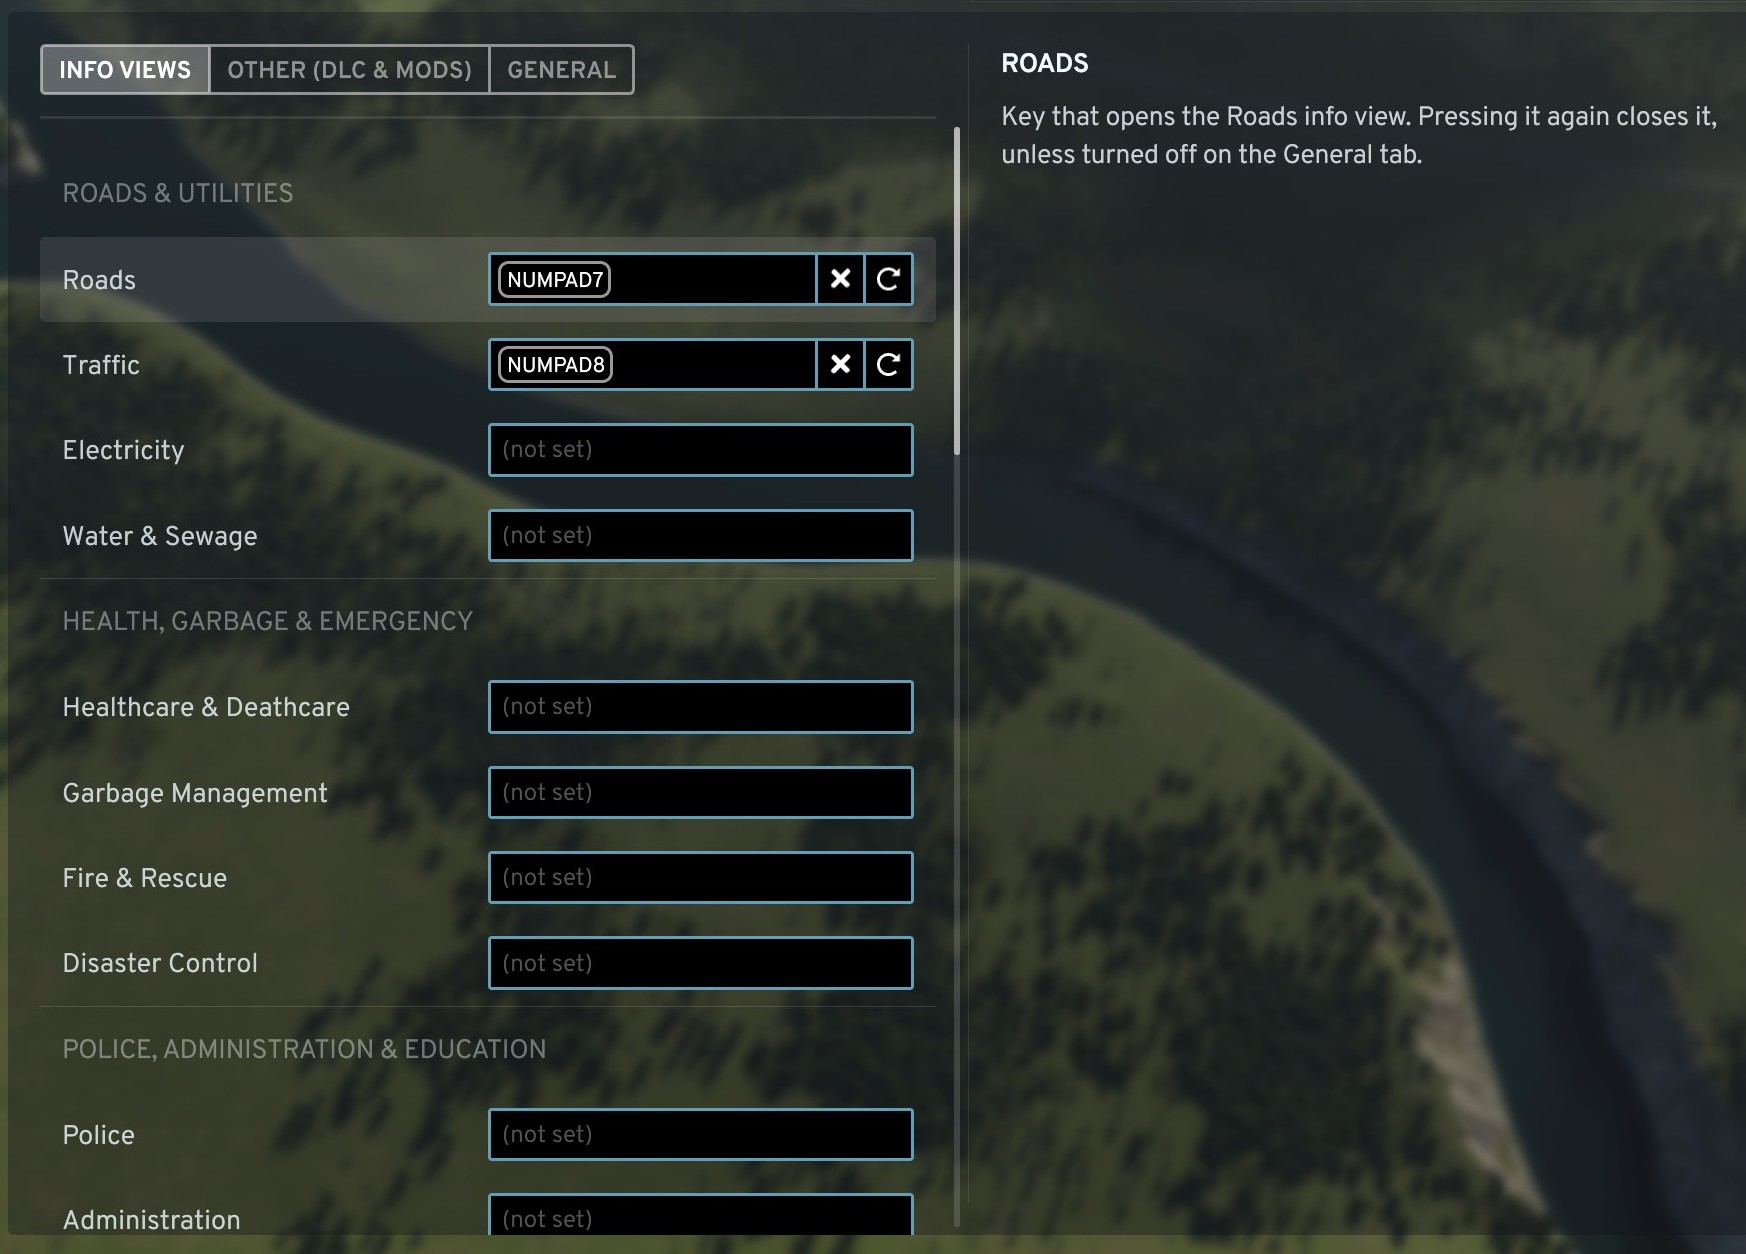 INFO VIEWS
OTHER (DLC & MODS)
GENERAL
ROADS & UTILITIES
Roads
NUMPAD7
Traffic
NUMPAD8
Electricity
(not set)
Water & Sewage
(not set)
HEALTH, GARBAGE & EMERGENCY
Healthcare & Deathcare
(not set)
Garbage Management
(not set)
Fire & Rescue
(not set)
Disaster Control
(not set)
POLICE, ADMINISTRATION & EDUCATION
Police
(not set)
Administration
(not set)
ROADS
Key that opens the Roads info view. Pressing it again closes it,
unless turned off on the General tab.